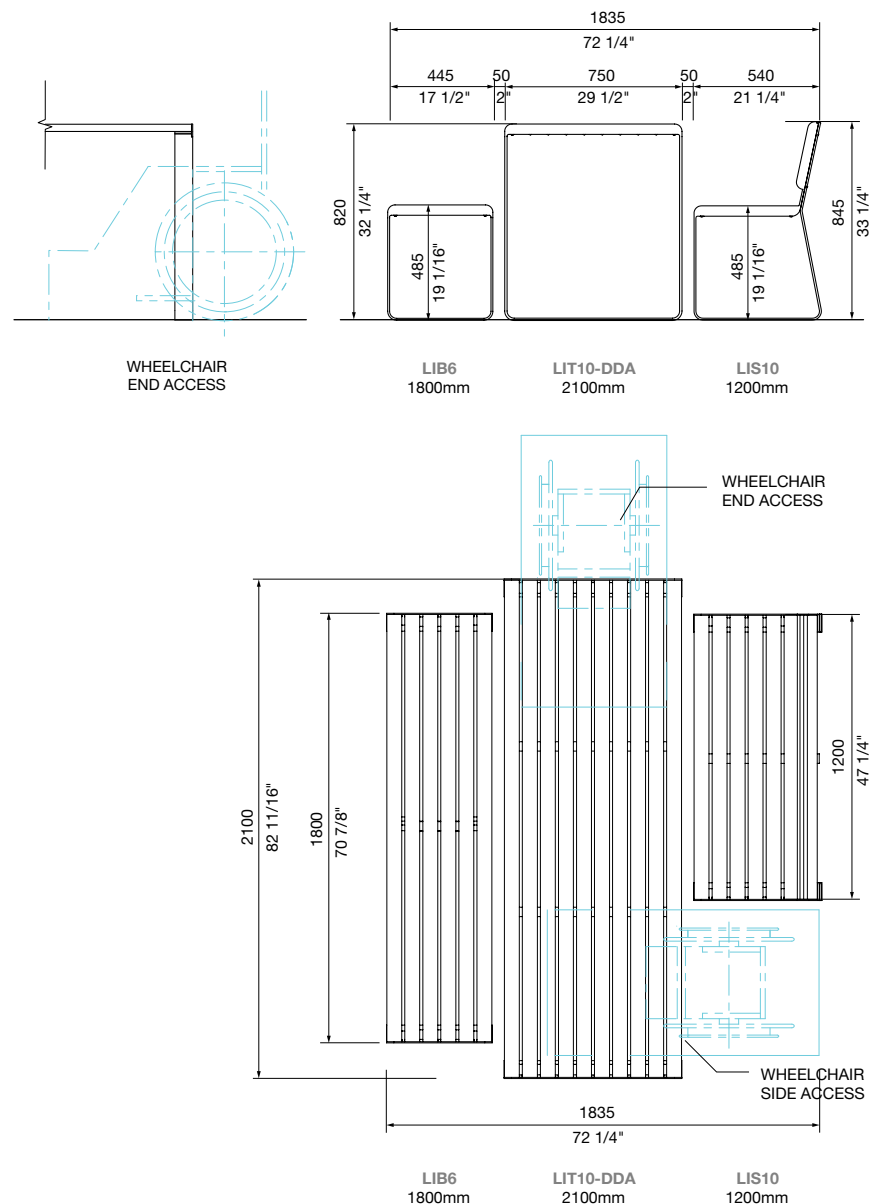 1835
72 1/4"
445
50
750
50
540
17 1/2"
2"
29 1/2"
2"
21 1/4"
820
32 1/4"
485
19 1/16"
485
19 1/16"
845
33 1/4"
WHEELCHAIR
END ACCESS
LIB6
1800mm
LIT10-DDA
2100mm
LIS10
1200mm
WHEELCHAIR
END ACCESS
2100
82 11/16"
1800
70 7/8"
1200
47 1/4"
WHEELCHAIR
SIDE ACCESS
1835
72 1/4"
LIB6
1800mm
LIT10-DDA
2100mm
LIS10
1200mm